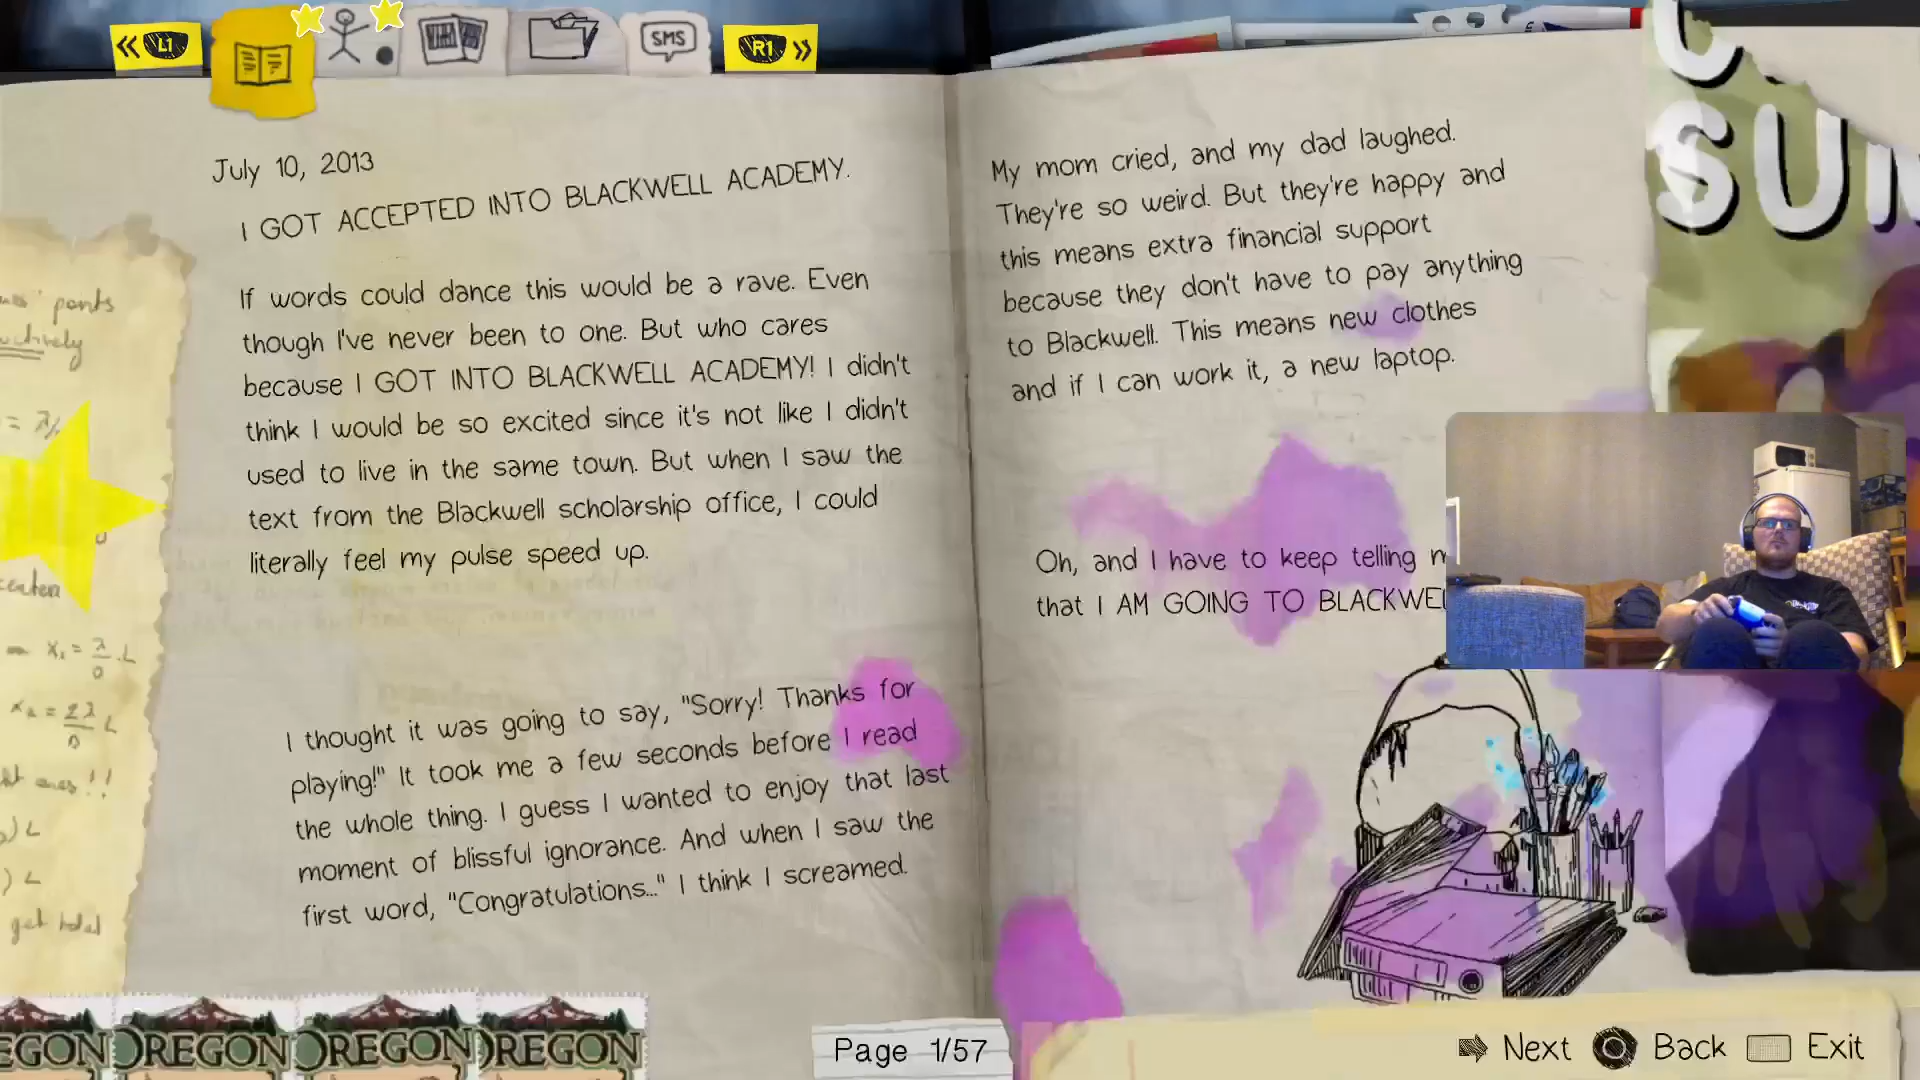 L1
SMS
R1
July 10, 2013
I GOT ACCEPTED INTO BLACKWELL ACADEMY.
If words could dance this would be a rave. Even
though I've never been to one. But who cares
because I GOT INTO BLACKWELL ACADEMY! I didn't
think I would be so excited since it's not like I didn't
used to live in the same town. But when I saw the
text from the Blackwell scholarship office, I could
literally feel my pulse speed up.
I thought it was going to say, "Sorry! Thanks for
playing!" It took me a few seconds before I read
the whole thing. I guess I wanted to enjoy that last
moment of blissful ignorance. And when I saw the
first word, "Congratulations..." I think I screamed.
My mom cried, and my dad laughed.
They're so weird. But they're happy and
this means extra financial support
because they don't have to pay anything
to Blackwell. This means new clothes
and if I can work it, a new laptop.
Oh, and I have to keep telling m
that I AM GOING TO BLACKWEL
SU
OREGON OREGON OREGON
Page 1/57
Next Back Exit